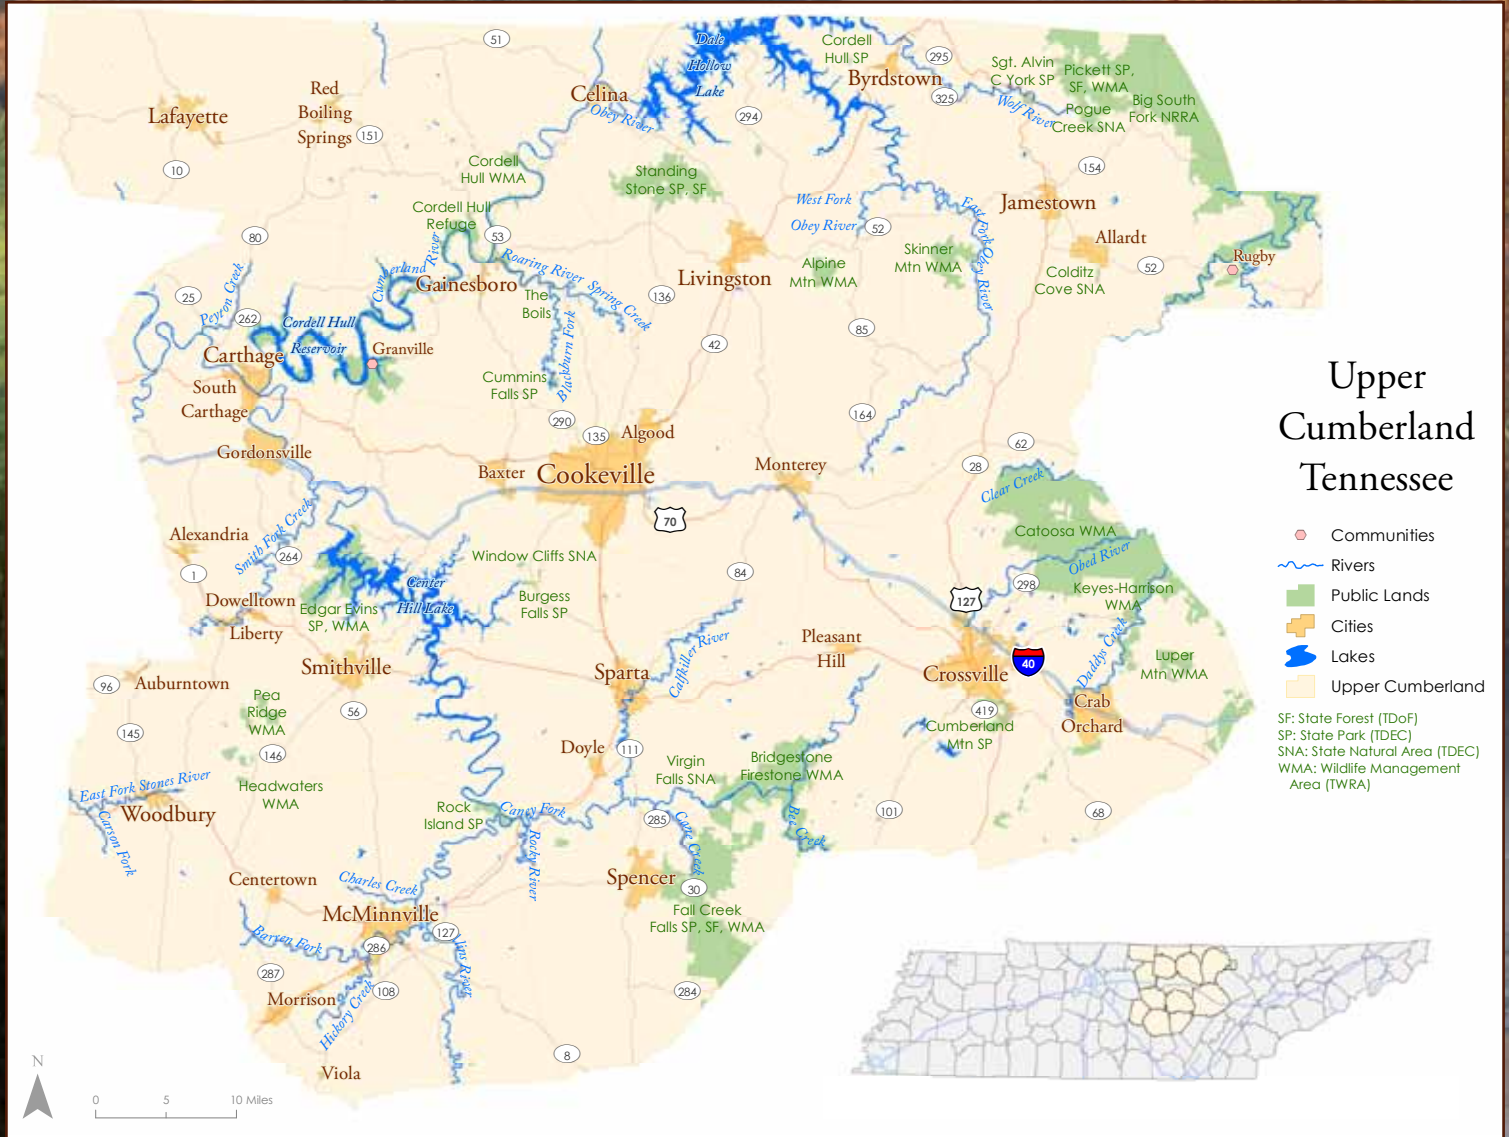 51
Dale
Hollow
Lake
Cordell
Hull SP
Byrdstown
295
325
Sgt. Alvin
C York SP
Pickett SP,
SF, WMA
Big South
Fork NRRA
Pogue
Creek SNA
Wolf River
Lafayette
Red
Boiling
Springs
151
10
Celina
Obey River
294
154
Cordell
Hull WMA
Standing
Stone SP, SF
Cordell Hull
Refuge
53
West Fork
Obey River
52
East Fork Obey River
Jamestown
Allardt
52
Rugby
80
Cumberland River
Gainesboro
Roaring River
Spring Creek
The
Boils
Livingston
136
Alpine
Mtn WMA
Skinner
Mtn WMA
Colditz
Cove SNA
25
Peyton Creek
262
Cordell Hull
Reservoir
Carthage
Granville
South
Carthage
Blackburn Fork
42
85
Cummins
Falls SP
290
135
Algood
164
62
28
Gordonsville
Baxter
Cookeville
Monterey
Clear Creek
70
Catoosa WMA
Obed River
Alexandria
Smith Fork Creek
264
1
Window Cliffs SNA
Center
Hill Lake
84
127
298
Keyes-Harrison
WMA
Dowelltown
Edgar Evins
SP, WMA
Burgess
Falls SP
Liberty
Smithville
Sparta
Calfkiller River
Pleasant
Hill
Crossville
40
Daddys Creek
Luper
Mtn WMA
96
Auburntown
Pea
Ridge
WMA
56
419
Cumberland
Mtn SP
Crab
Orchard
145
146
Doyle
111
Virgin
Falls SNA
Bridgestone
Firestone WMA
East Fork Stones River
Headwaters
WMA
Woodbury
Carson Fork
Rock
Island SP
Caney Fork
Rocky River
285
Cane Creek
Bee Creek
101
68
Centertown
Charles Creek
Spencer
30
McMinnville
Fall Creek
Falls SP, SF, WMA
Barren Fork
286
127
287
108
Morrison
Hickory Creek
284
8
Viola
N
0
5
10 Miles
Upper
Cumberland
Tennessee
Communities
Rivers
Public Lands
Cities
Lakes
Upper Cumberland
SF: State Forest (TDoF)
SP: State Park (TDEC)
SNA: State Natural Area (TDEC)
WMA: Wildlife Management
Area (TWRA)